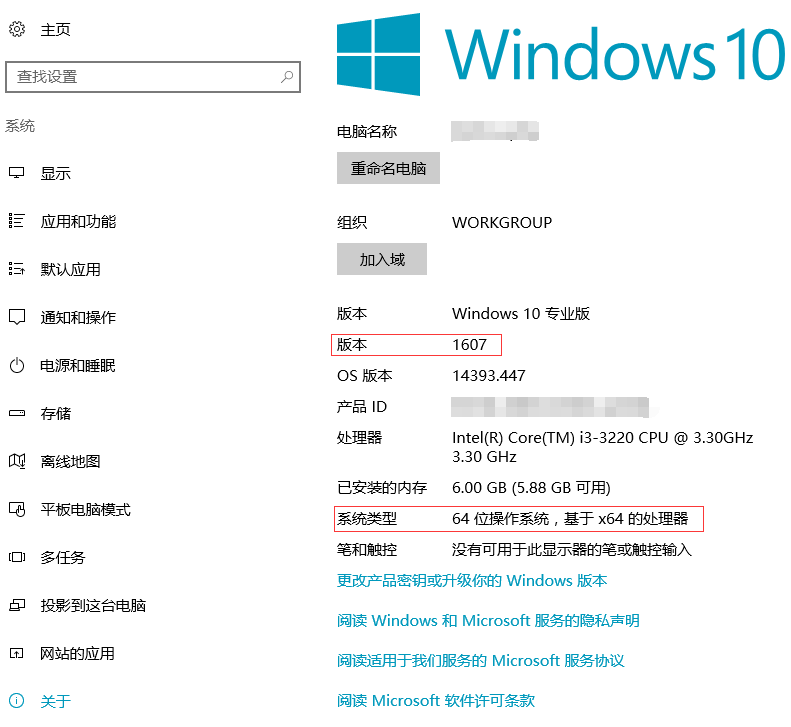 主页
查找设置
系统
显示
应用和功能
默认应用
通知和操作
电源和睡眠
存储
离线地图
平板电脑模式
多任务
投影到这台电脑
网站的应用
关于
Windows 10
电脑名称
重命名电脑
组织 WORKGROUP
加入域
版本 Windows 10 专业版
版本 1607
OS 版本 14393.447
产品 ID
处理器 Intel(R) Core(TM) i3-3220 CPU @ 3.30GHz
3.30 GHz
已安装的内存 6.00 GB (5.88 GB 可用)
系统类型 64 位操作系统，基于 x64 的处理器
笔和触控 没有可用于此显示器的笔或触控输入
更改产品密钥或升级你的 Windows 版本
阅读 Windows 和 Microsoft 服务的隐私声明
阅读适用于我们服务的 Microsoft 服务协议
阅读 Microsoft 软件许可条款